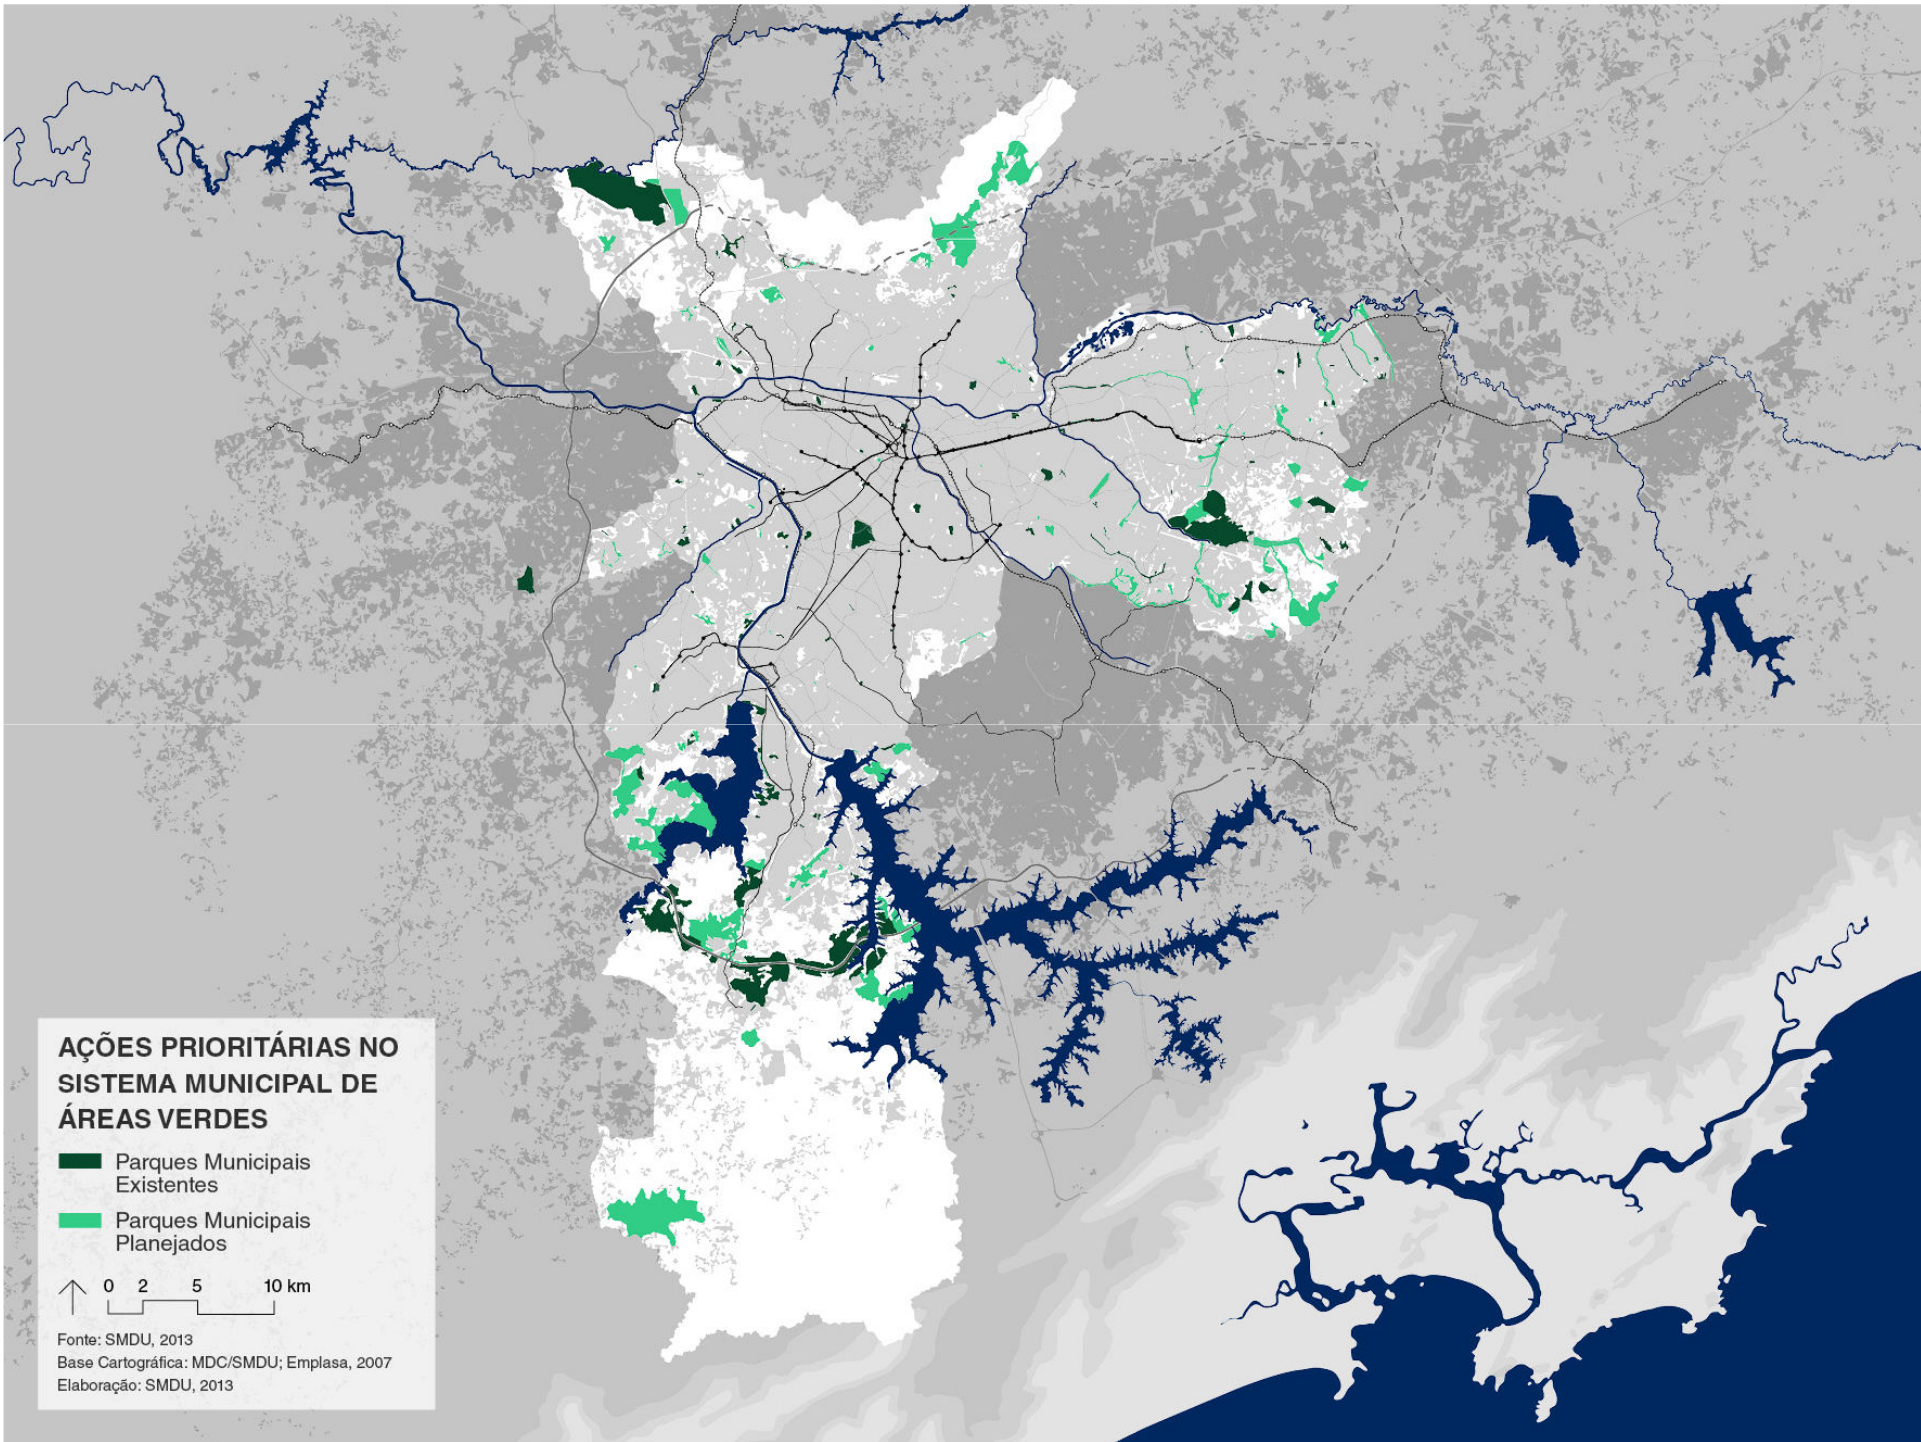 AÇÕES PRIORITÁRIAS NO
SISTEMA MUNICIPAL DE
ÁREAS VERDES
Parques Municipais
Existentes
Parques Municipais
Planejados
0 2 5 10 km
Fonte: SMDU, 2013
Base Cartográfica: MDC/SMDU; Emplasa, 2007
Elaboração: SMDU, 2013